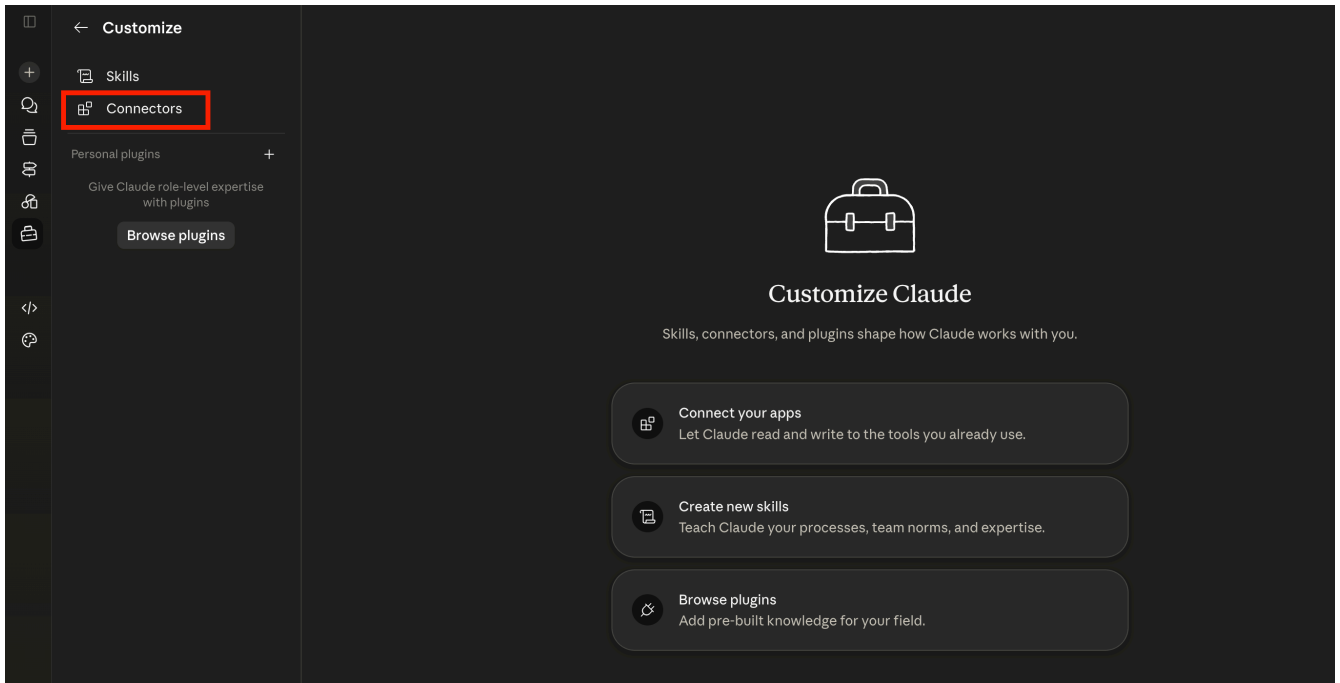 Customize
Skills
Connectors
Personal plugins
Give Claude role-level expertise
with plugins
Browse plugins
Customize Claude
Skills, connectors, and plugins shape how Claude works with you.
Connect your apps
Let Claude read and write to the tools you already use.
Create new skills
Teach Claude your processes, team norms, and expertise.
Browse plugins
Add pre-built knowledge for your field.